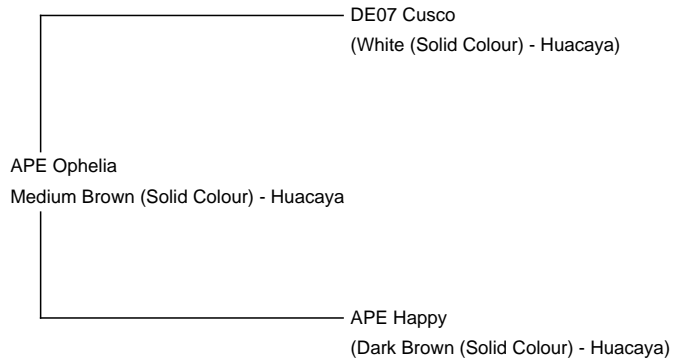 DE07 Cusco
(White (Solid Colour) - Huacaya)
APE Ophelia
Medium Brown (Solid Colour) - Huacaya
APE Happy
(Dark Brown (Solid Colour) - Huacaya)